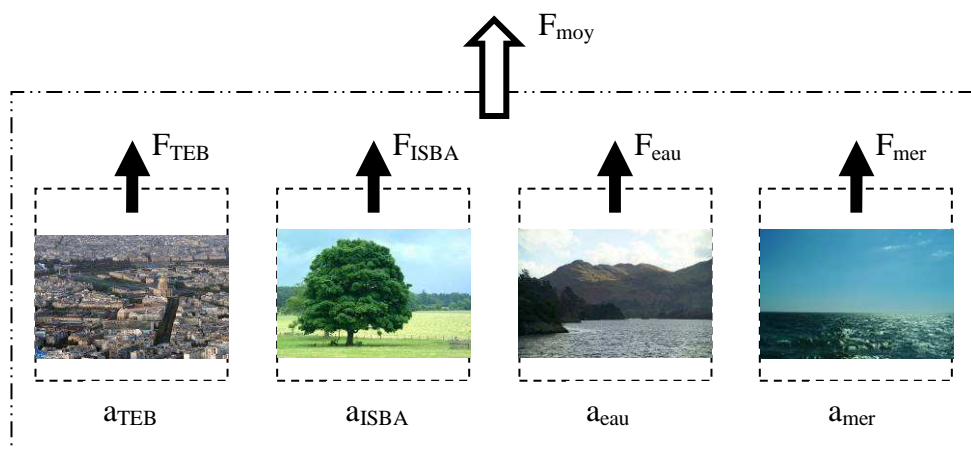 F_moy
F_TEB F_ISBA F_eau F_mer
a_TEB a_ISBA a_eau a_mer